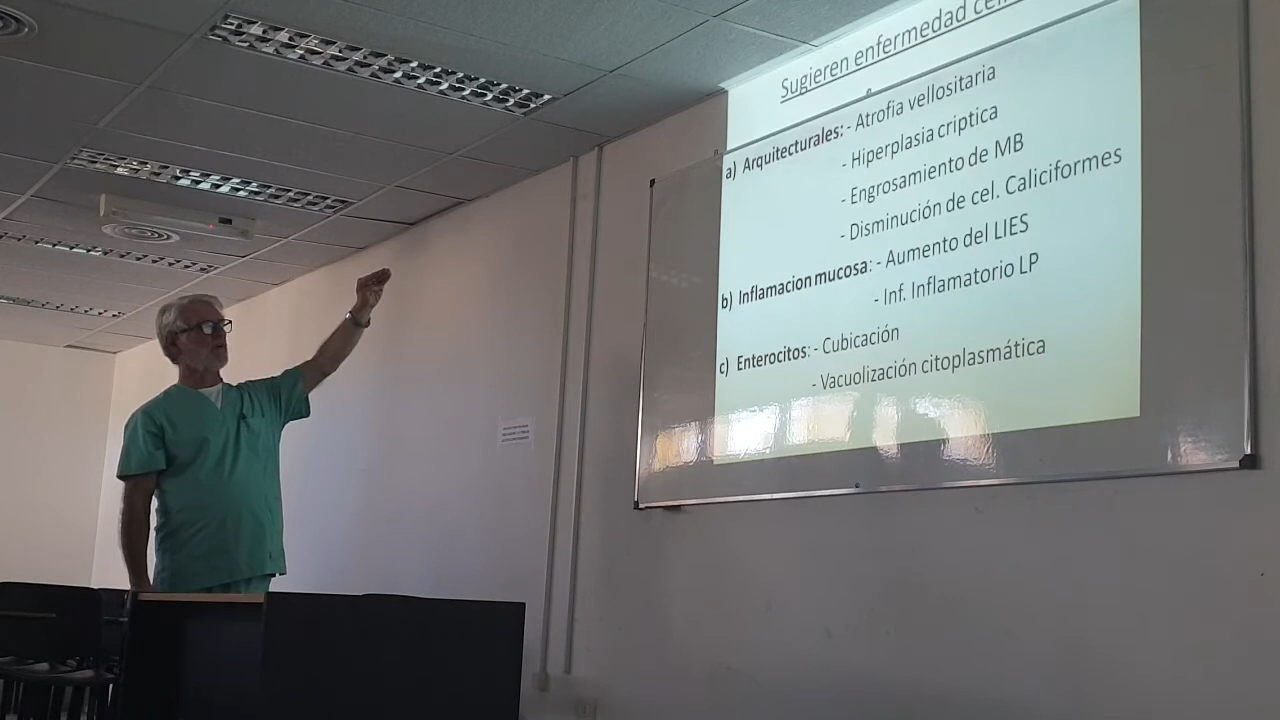 Sugieren enfermedad
a) Arquitecturales: - Atrofia vellositaria
- Hiperplasia criptica
- Engrosamiento de MB
- Disminución de cel. Caliciformes
b) Inflamacion mucosa: - Aumento del LIES
- Inf. Inflamatorio LP
c) Enterocitos: - Cubicación
- Vacuolización citoplasmática